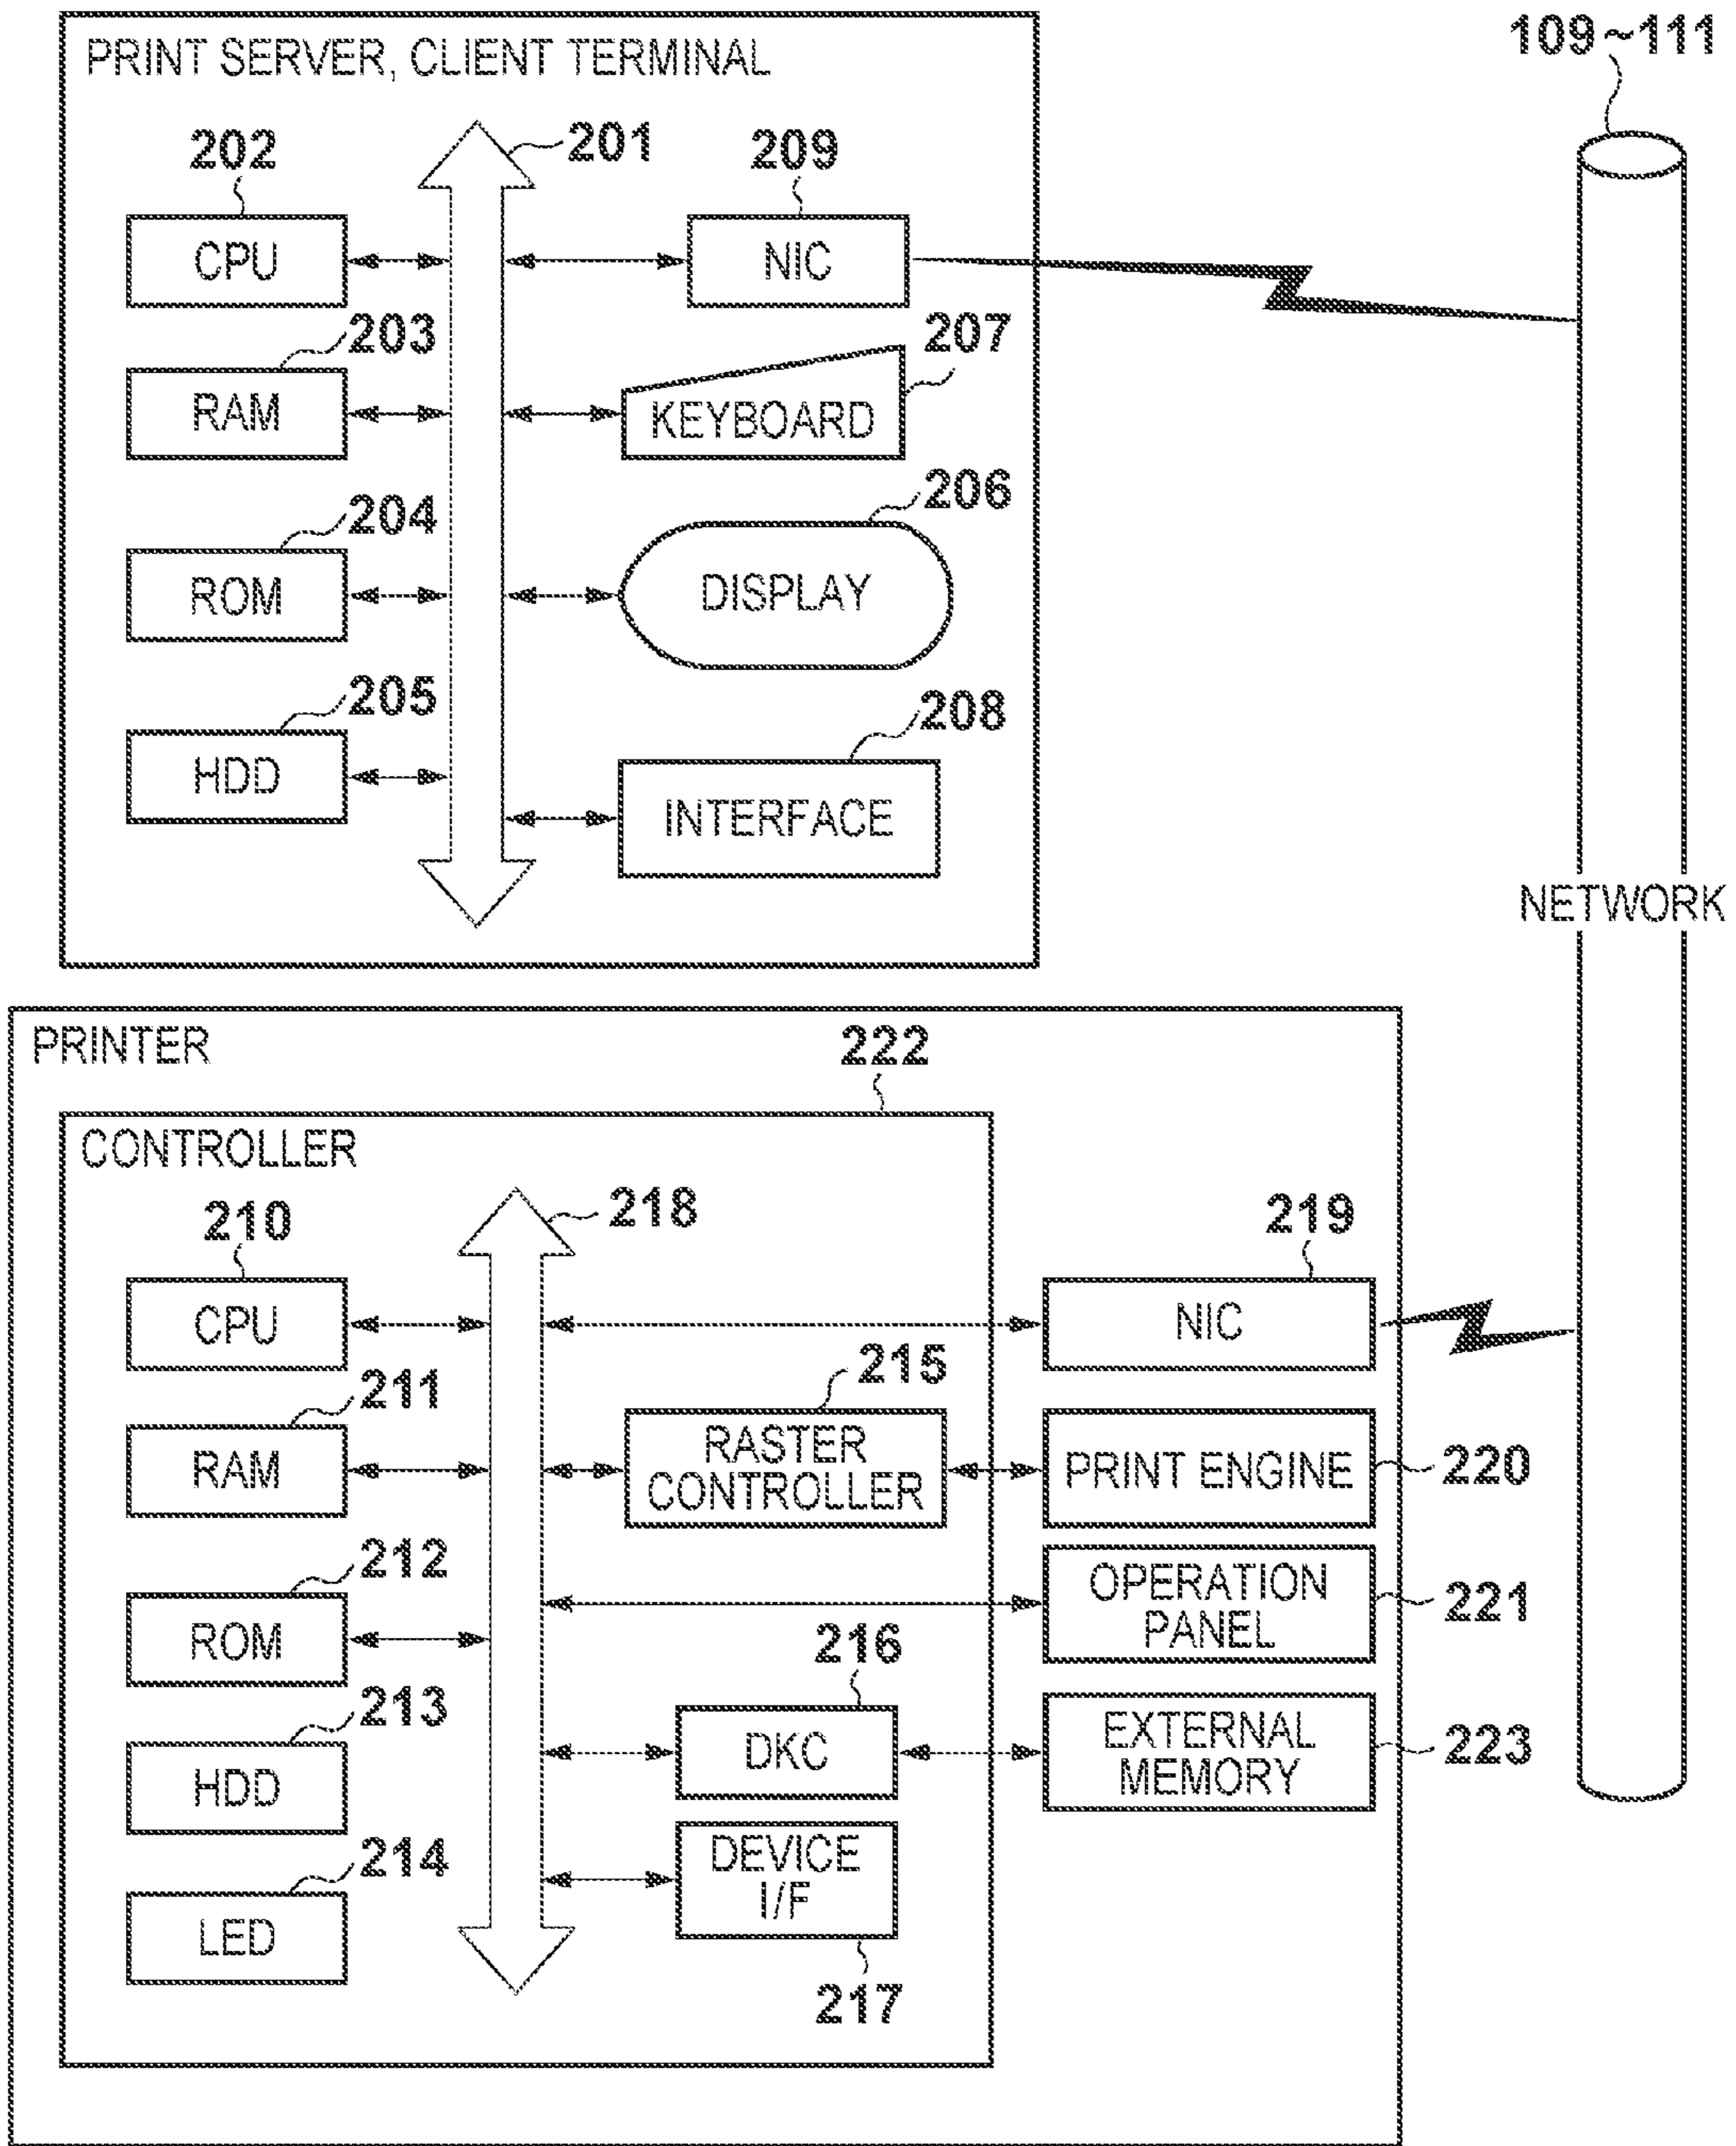 109~111
PRINT SERVER, CLIENT TERMINAL
201
202
209
CPU
NIC
203
207
RAM
KEYBOARD
204
206
ROM
DISPLAY
205
208
HDD
INTERFACE
NETWORK
PRINTER
222
CONTROLLER
210
218
219
CPU
NIC
211
215
RAM
RASTER
CONTROLLER
PRINT ENGINE
220
212
OPERATION
PANEL
221
ROM
216
213
EXTERNAL
MEMORY
223
HDD
DKC
214
DEVICE
I/F
LED
217